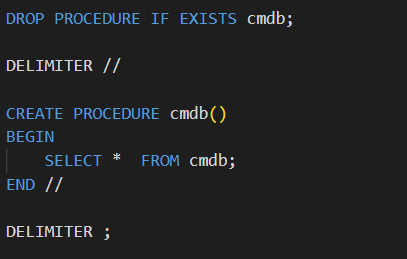 DROP PROCEDURE IF EXISTS cmdb;
DELIMITER //
CREATE PROCEDURE cmdb()
BEGIN
    SELECT *  FROM cmdb;
END //
DELIMITER ;